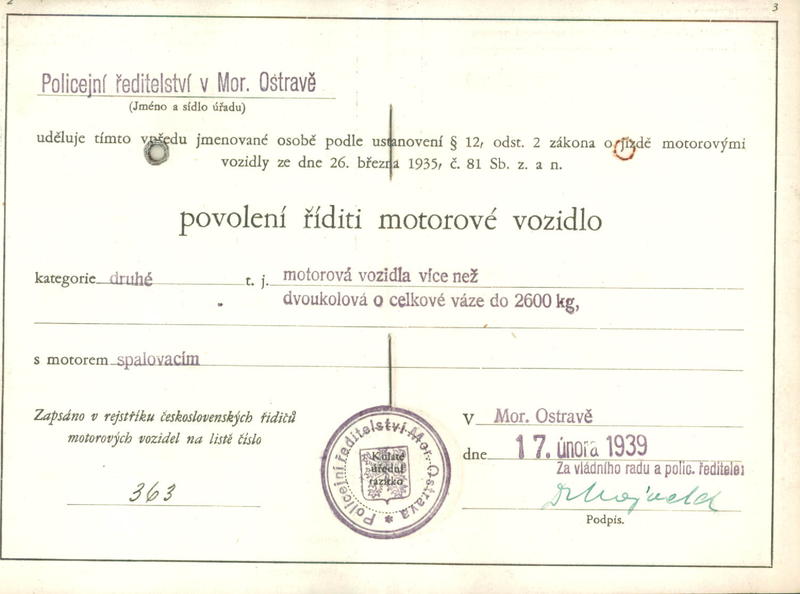 2
3
Policejní ředitelství v Mor. Ostravě
(Jméno a sídlo úřadu)
uděluje tímto vpředu jmenované osobě podle ustanovení § 12, odst. 2 zákona o jízdě motorovými
vozidly ze dne 26. března 1935, č. 81 Sb. z. a n.
povolení říditi motorové vozidlo
kategorie druhé t. j. motorová vozidla více než
dvoukolová o celkové váze do 2600 kg,
s motorem spalovacím
Zapsáno v rejstříku československých řidičů
motorových vozidel na listě číslo
363
Policejní ředitelství Mor. Ostrava *
Kulaté
úřední
razítko
V Mor. Ostravě
dne 17. února 1939
Za vládního radu a polic. ředitele:
Podpis.